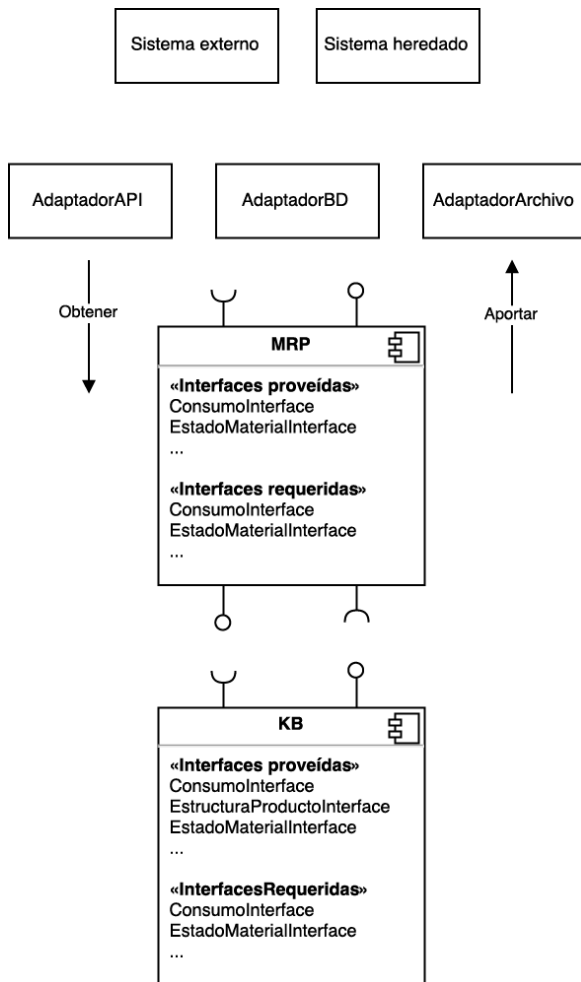 Sistema externo
Sistema heredado
AdaptadorAPI
AdaptadorBD
AdaptadorArchivo
Obtener
Aportar
MRP
«Interfaces proveídas»
ConsumoInterface
EstadoMaterialInterface
...
«Interfaces requeridas»
ConsumoInterface
EstadoMaterialInterface
...
KB
«Interfaces proveídas»
ConsumoInterface
EstructuraProductoInterface
EstadoMaterialInterface
...
«InterfacesRequeridas»
ConsumoInterface
EstadoMaterialInterface
...